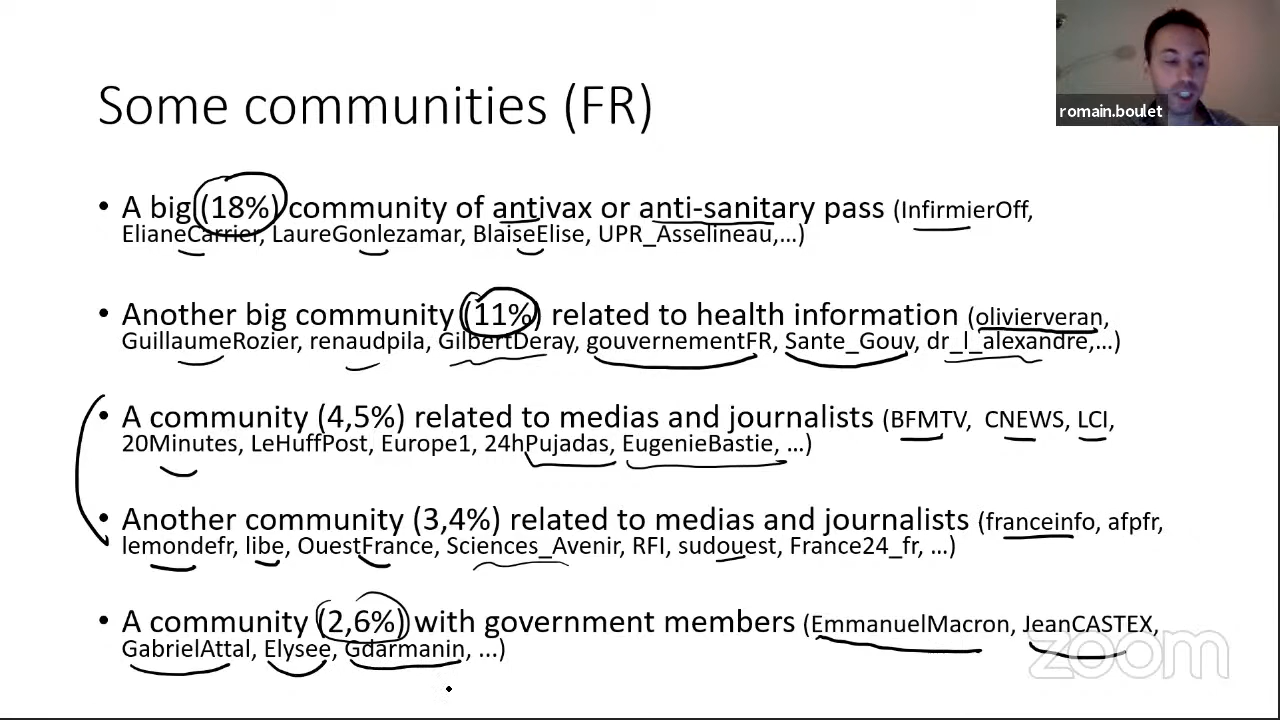 romain.boulet
Some communities (FR)
• A big (18%) community of antivax or anti-sanitary pass (InfirmierOff,
ElianeCarrier, LaureGonlezamar, BlaiseElise, UPR_Asselineau,...)
• Another big community (11%) related to health information (olivierveran,
GuillaumeRozier, renaudpila, GilbertDeray, gouvernementFR, Sante_Gouv, dr_l_alexandre,...)
• A community (4,5%) related to medias and journalists (BFMTV, CNEWS, LCI,
20Minutes, LeHuffPost, Europe1, 24hPujadas, EugenieBastie, ...)
• Another community (3,4%) related to medias and journalists (franceinfo, afpfr,
lemondefr, libe, OuestFrance, Sciences_Avenir, RFI, sudouest, France24_fr, ...)
• A community (2,6%) with government members (EmmanuelMacron, JeanCASTEX,
GabrielAttal, Elysee, Gdarmanin, ...)
zoom